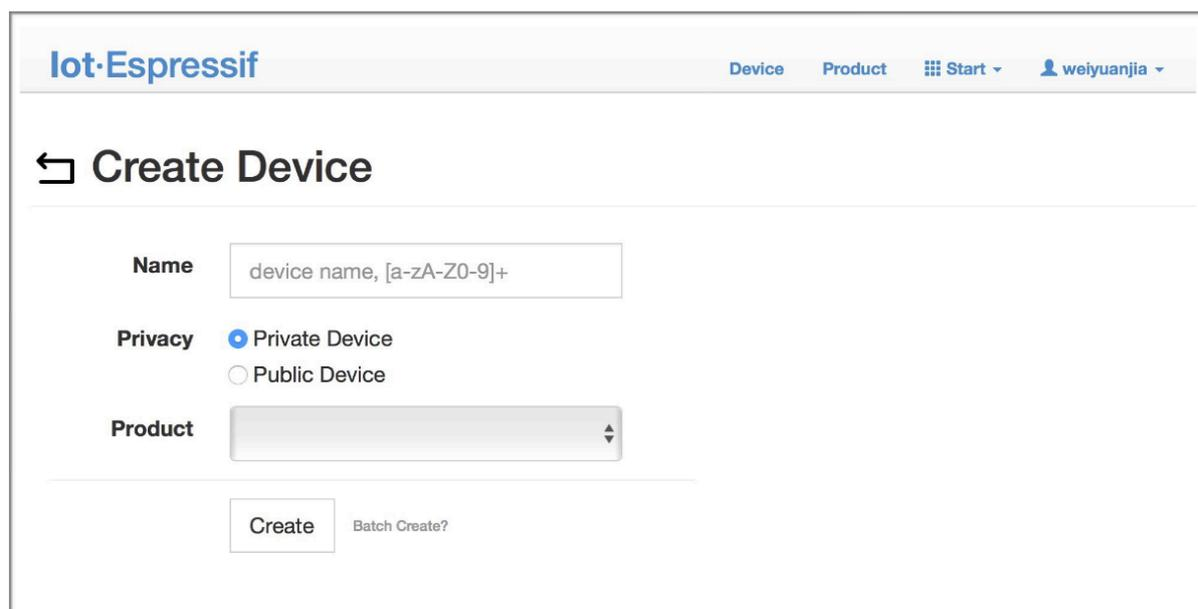 Iot·Espressif
Device Product Start weiyuanjia
Create Device
Name device name, [a-zA-Z0-9]+
Privacy Private Device
Public Device
Product
Create Batch Create?